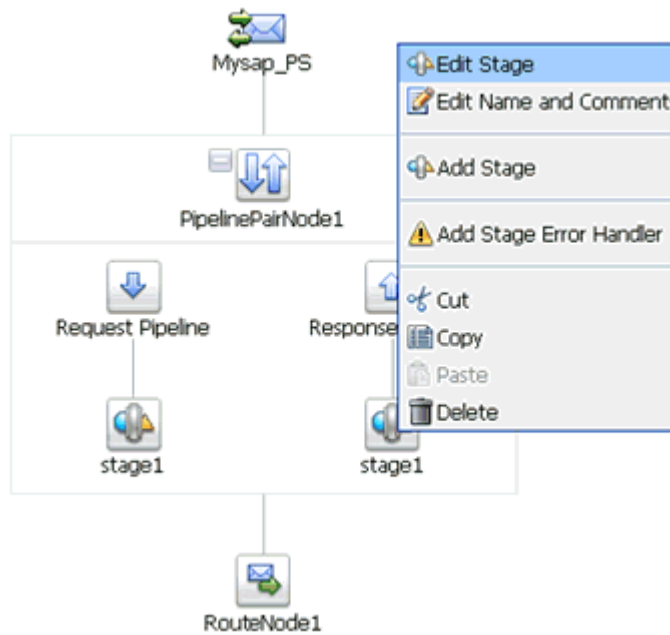 Mysap_PS
Edit Stage
Edit Name and Comment
Add Stage
PipelinePairNode1
Add Stage Error Handler
Request Pipeline
Response
Cut
Copy
Paste
Delete
stage1
stage1
RouteNode1